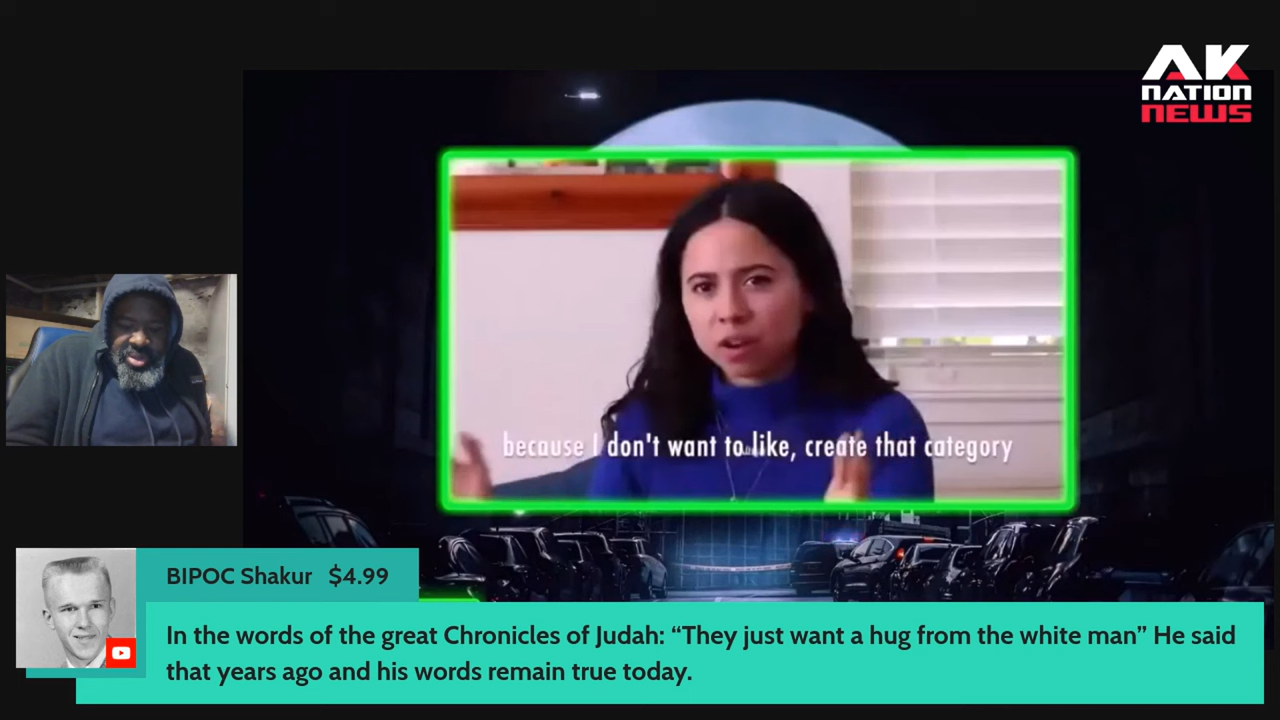 AK
NATION
NEWS
because I don't want to like, create that category
BIPOC Shakur $4.99
In the words of the great Chronicles of Judah: “They just want a hug from the white man” He said
that years ago and his words remain true today.